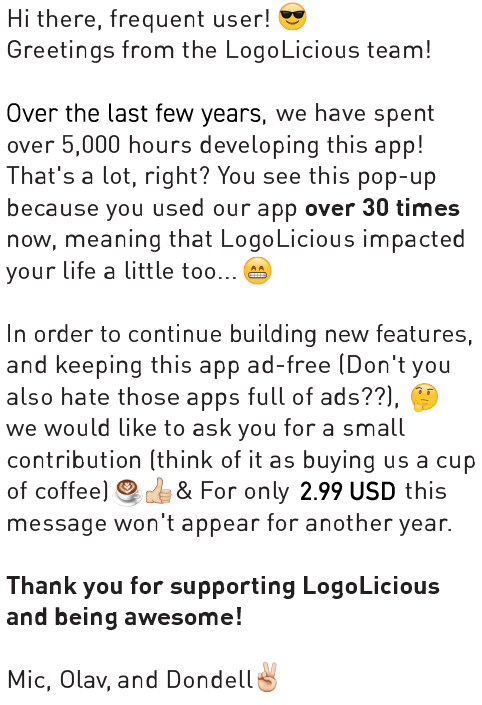 Hi there, frequent user! 😎
Greetings from the LogoLicious team!
Over the last few years, we have spent
over 5,000 hours developing this app!
That's a lot, right? You see this pop-up
because you used our app over 30 times
now, meaning that LogoLicious impacted
your life a little too... 😁
In order to continue building new features,
and keeping this app ad-free (Don't you
also hate those apps full of ads??), 🤔
we would like to ask you for a small
contribution (think of it as buying us a cup
of coffee) ☕👍🏼& For only 2.99 USD this
message won't appear for another year.
Thank you for supporting LogoLicious
and being awesome!
Mic, Olav, and Dondell✌🏼